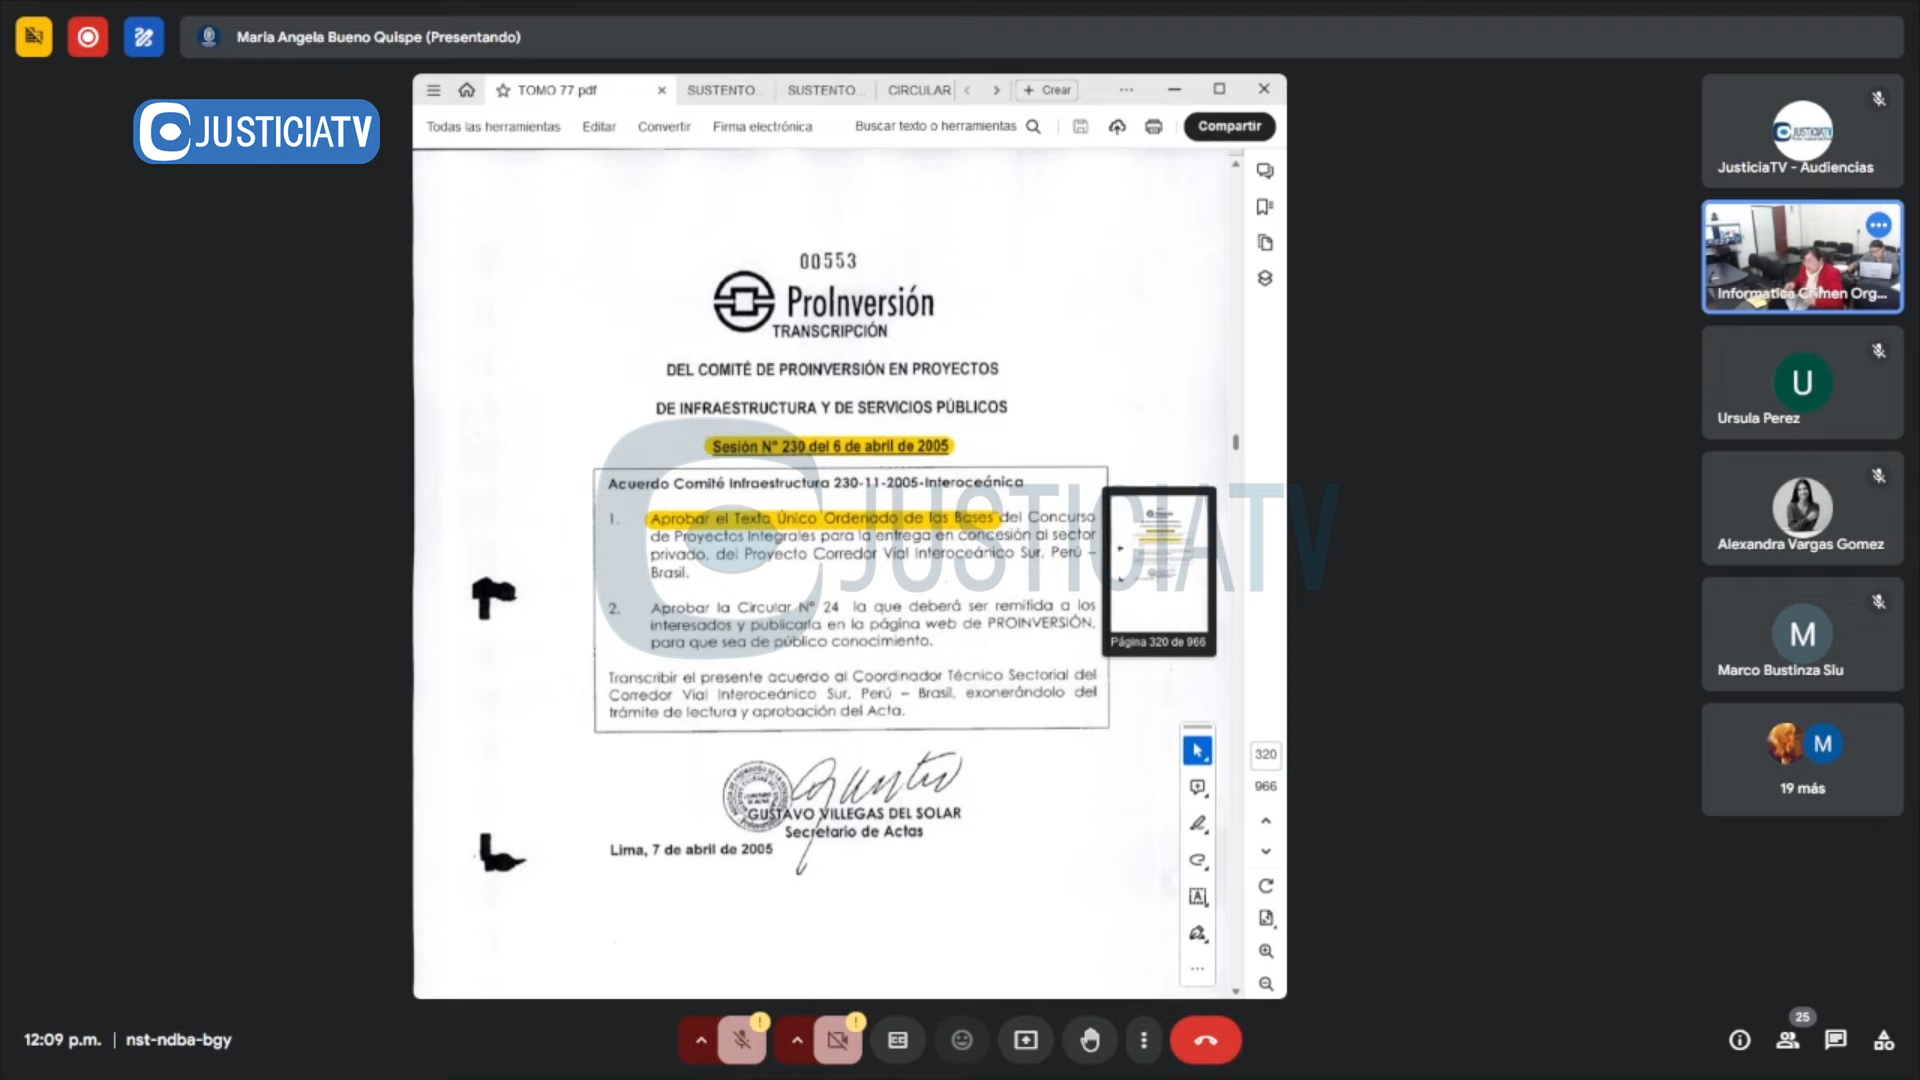 Maria Angela Bueno Quispe (Presentando)
JUSTICIATV
TOMO 77.pdf
SUSTENTO...
SUSTENTO...
CIRCULAR
Crear
Todas las herramientas
Editar
Convertir
Firma electrónica
Buscar texto o herramientas
Compartir
00553
ProInversión
TRANSCRIPCIÓN
DEL COMITÉ DE PROINVERSIÓN EN PROYECTOS
DE INFRAESTRUCTURA Y DE SERVICIOS PÚBLICOS
Sesión N° 230 del 6 de abril de 2005
Acuerdo Comité Infraestructura 230-11-2005-Interoceánica
1. Aprobar el Texto Único Ordenado de las Bases del Concurso
de Proyectos Integrales para la entrega en concesión al sector
privado, del Proyecto Corredor Vial Interoceánico Sur, Perú –
Brasil.
2. Aprobar la Circular N° 24 la que deberá ser remitida a los
interesados y publicarla en la página web de PROINVERSIÓN,
para que sea de público conocimiento.
Transcribir el presente acuerdo al Coordinador Técnico Sectorial del
Corredor Vial Interoceánico Sur, Perú – Brasil, exonerándolo del
trámite de lectura y aprobación del Acta.
GUSTAVO VILLEGAS DEL SOLAR
Secretario de Actas
Lima, 7 de abril de 2005
JUSTICIATV
Página 320 de 966
320
966
JUSTICIATV
JusticiaTV - Audiencias
Informatica Crimen Org...
U
Ursula Perez
Alexandra Vargas Gomez
M
Marco Bustinza Siu
M
19 más
12:09 p.m. | nst-ndba-bgy
25